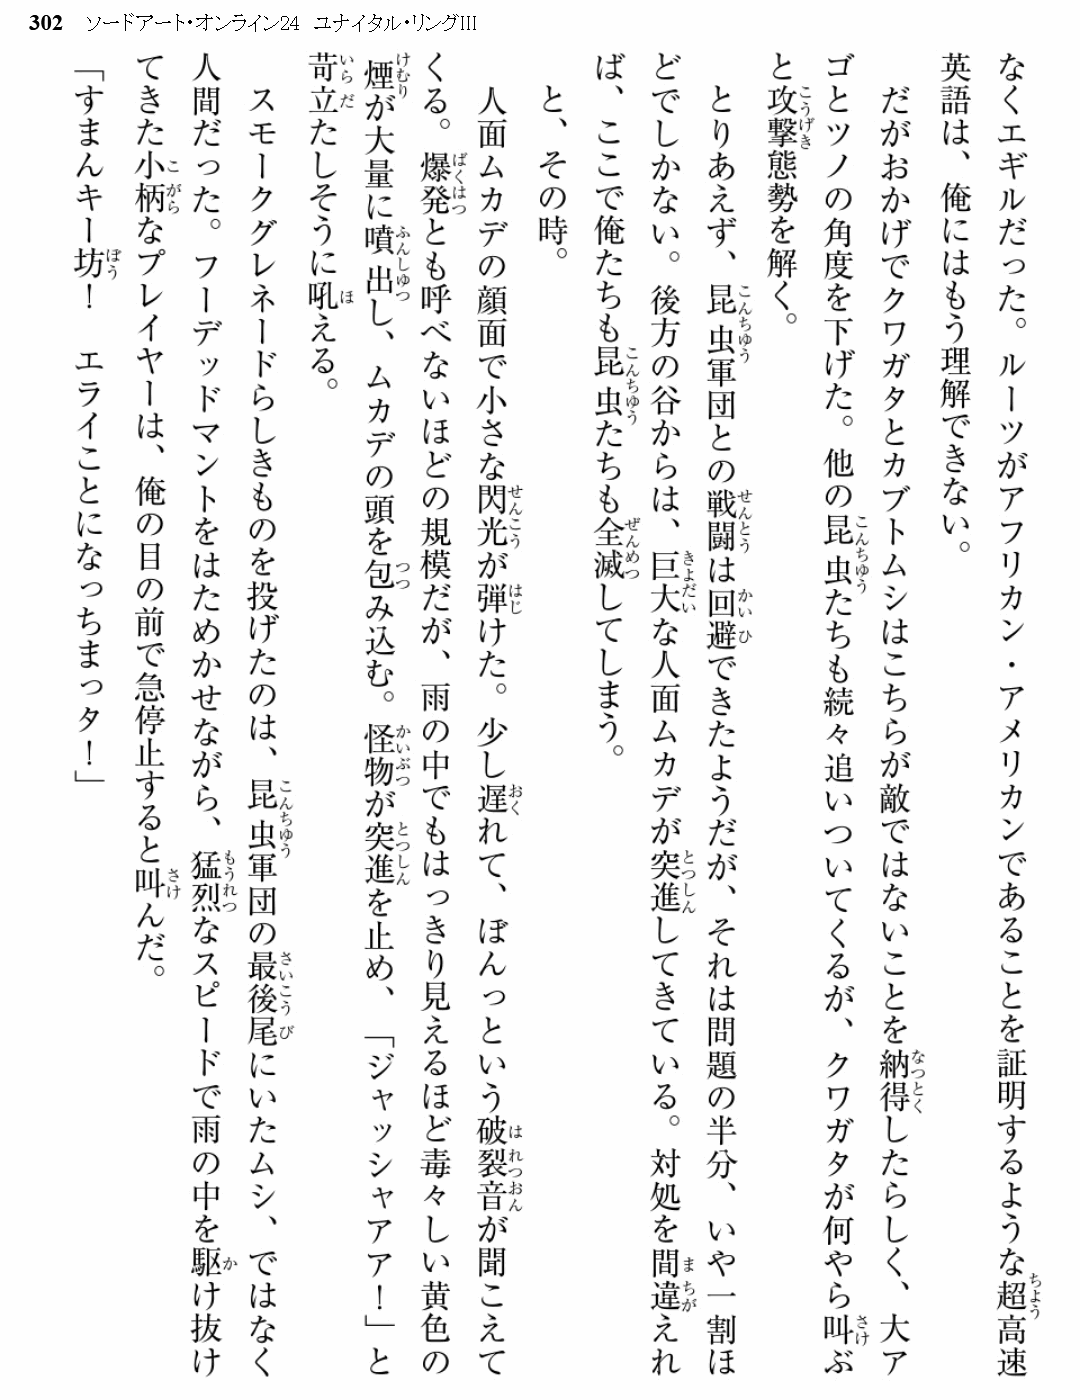 302 ソードアート・オンライン24 ユナイタル・リングIII
なくエギルだった。ルーツがアフリカン・アメリカンであることを証明するような超高速
英語は、俺にはもう理解できない。
だがおかげでクワガタとカブトムシはこちらが敵ではないことを納得したらしく、大ア
ゴとツノの角度を下げた。他の昆虫たちも続々追いついてくるが、クワガタが何やら叫ぶ
と攻撃態勢を解く。
とりあえず、昆虫軍団との戦闘は回避できたようだが、それは問題の半分、いや一割ほ
どでしかない。後方の谷からは、巨大な人面ムカデが突進してきている。対処を間違えれ
ば、ここで俺たちも昆虫たちも全滅してしまう。
と、その時。
人面ムカデの顔面で小さな閃光が弾けた。少し遅れて、ぼんっという破裂音が聞こえて
くる。爆発とも呼べないほどの規模だが、雨の中でもはっきり見えるほど毒々しい黄色の
煙が大量に噴出し、ムカデの頭を包み込む。怪物が突進を止め、「ジャッシャアア！」と
苛立たしそうに吼える。
スモークグレネードらしきものを投げたのは、昆虫軍団の最後尾にいたムシ、ではなく
人間だった。フーデッドマントをはためかせながら、猛烈なスピードで雨の中を駆け抜け
てきた小柄なプレイヤーは、俺の目の前で急停止すると叫んだ。
「すまんキー坊！　エライことになっちまっタ！」